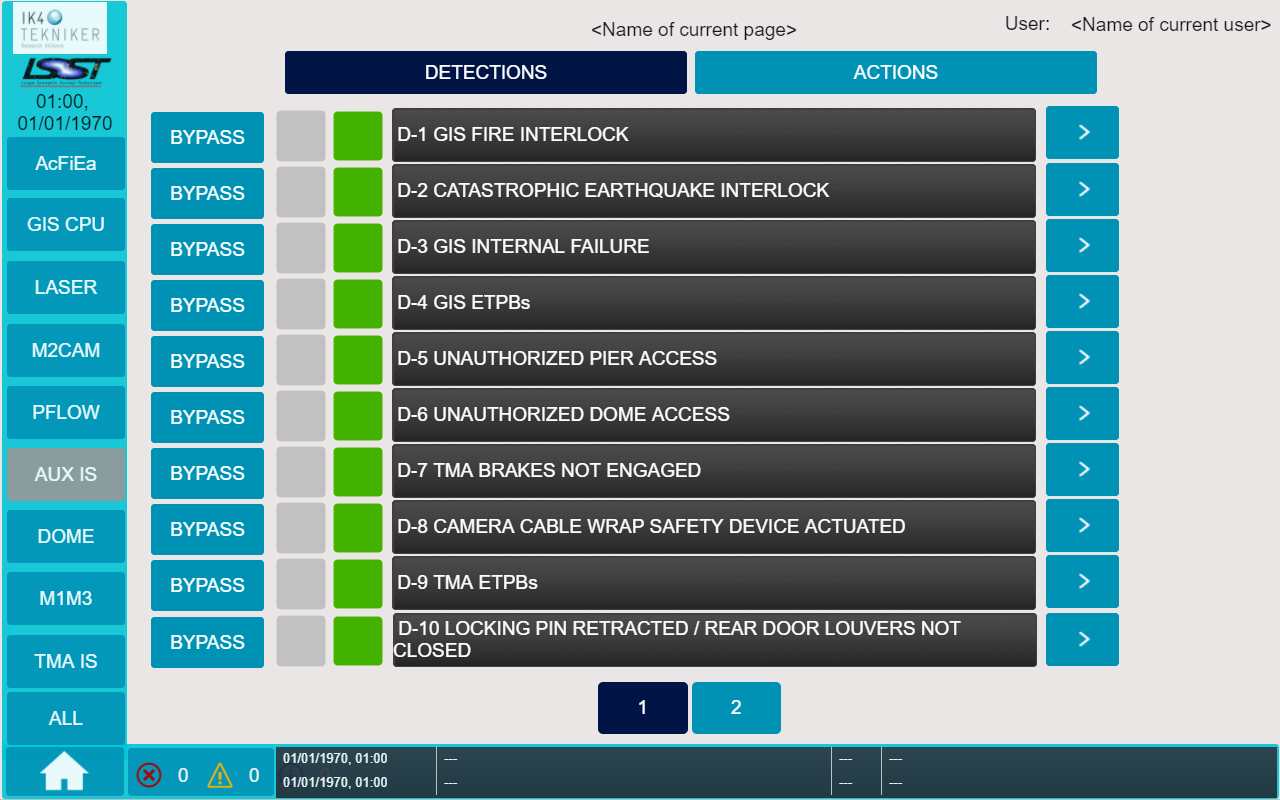 IK4
TEKNIKER
Research Alliance
LSST
<Name of current page>
User: <Name of current user>
01:00,
01/01/1970
DETECTIONS
ACTIONS
AcFiEa
GIS CPU
LASER
M2CAM
PFLOW
AUX IS
DOME
M1M3
TMA IS
ALL
BYPASS D-1 GIS FIRE INTERLOCK >
BYPASS D-2 CATASTROPHIC EARTHQUAKE INTERLOCK >
BYPASS D-3 GIS INTERNAL FAILURE >
BYPASS D-4 GIS ETPBs >
BYPASS D-5 UNAUTHORIZED PIER ACCESS >
BYPASS D-6 UNAUTHORIZED DOME ACCESS >
BYPASS D-7 TMA BRAKES NOT ENGAGED >
BYPASS D-8 CAMERA CABLE WRAP SAFETY DEVICE ACTUATED >
BYPASS D-9 TMA ETPBs >
BYPASS D-10 LOCKING PIN RETRACTED / REAR DOOR LOUVERS NOT
CLOSED >
1 2
0 0
01/01/1970, 01:00 --- --- ---
01/01/1970, 01:00 --- --- ---